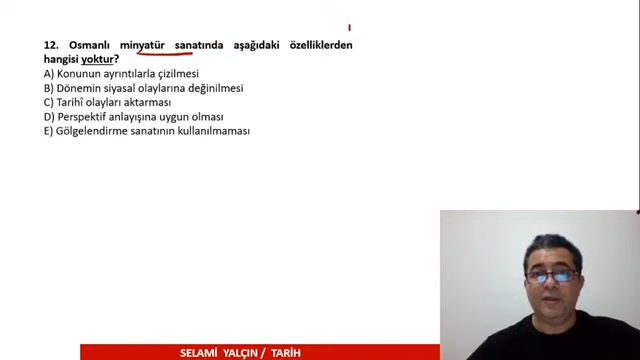 12. Osmanlı minyatür sanatında aşağıdaki özelliklerden
hangisi yoktur?
A) Konunun ayrıntılarla çizilmesi
B) Dönemin siyasal olaylarına değinilmesi
C) Tarihî olayları aktarması
D) Perspektif anlayışına uygun olması
E) Gölgelendirme sanatının kullanılmaması
SELAMİ YALÇIN / TARİH